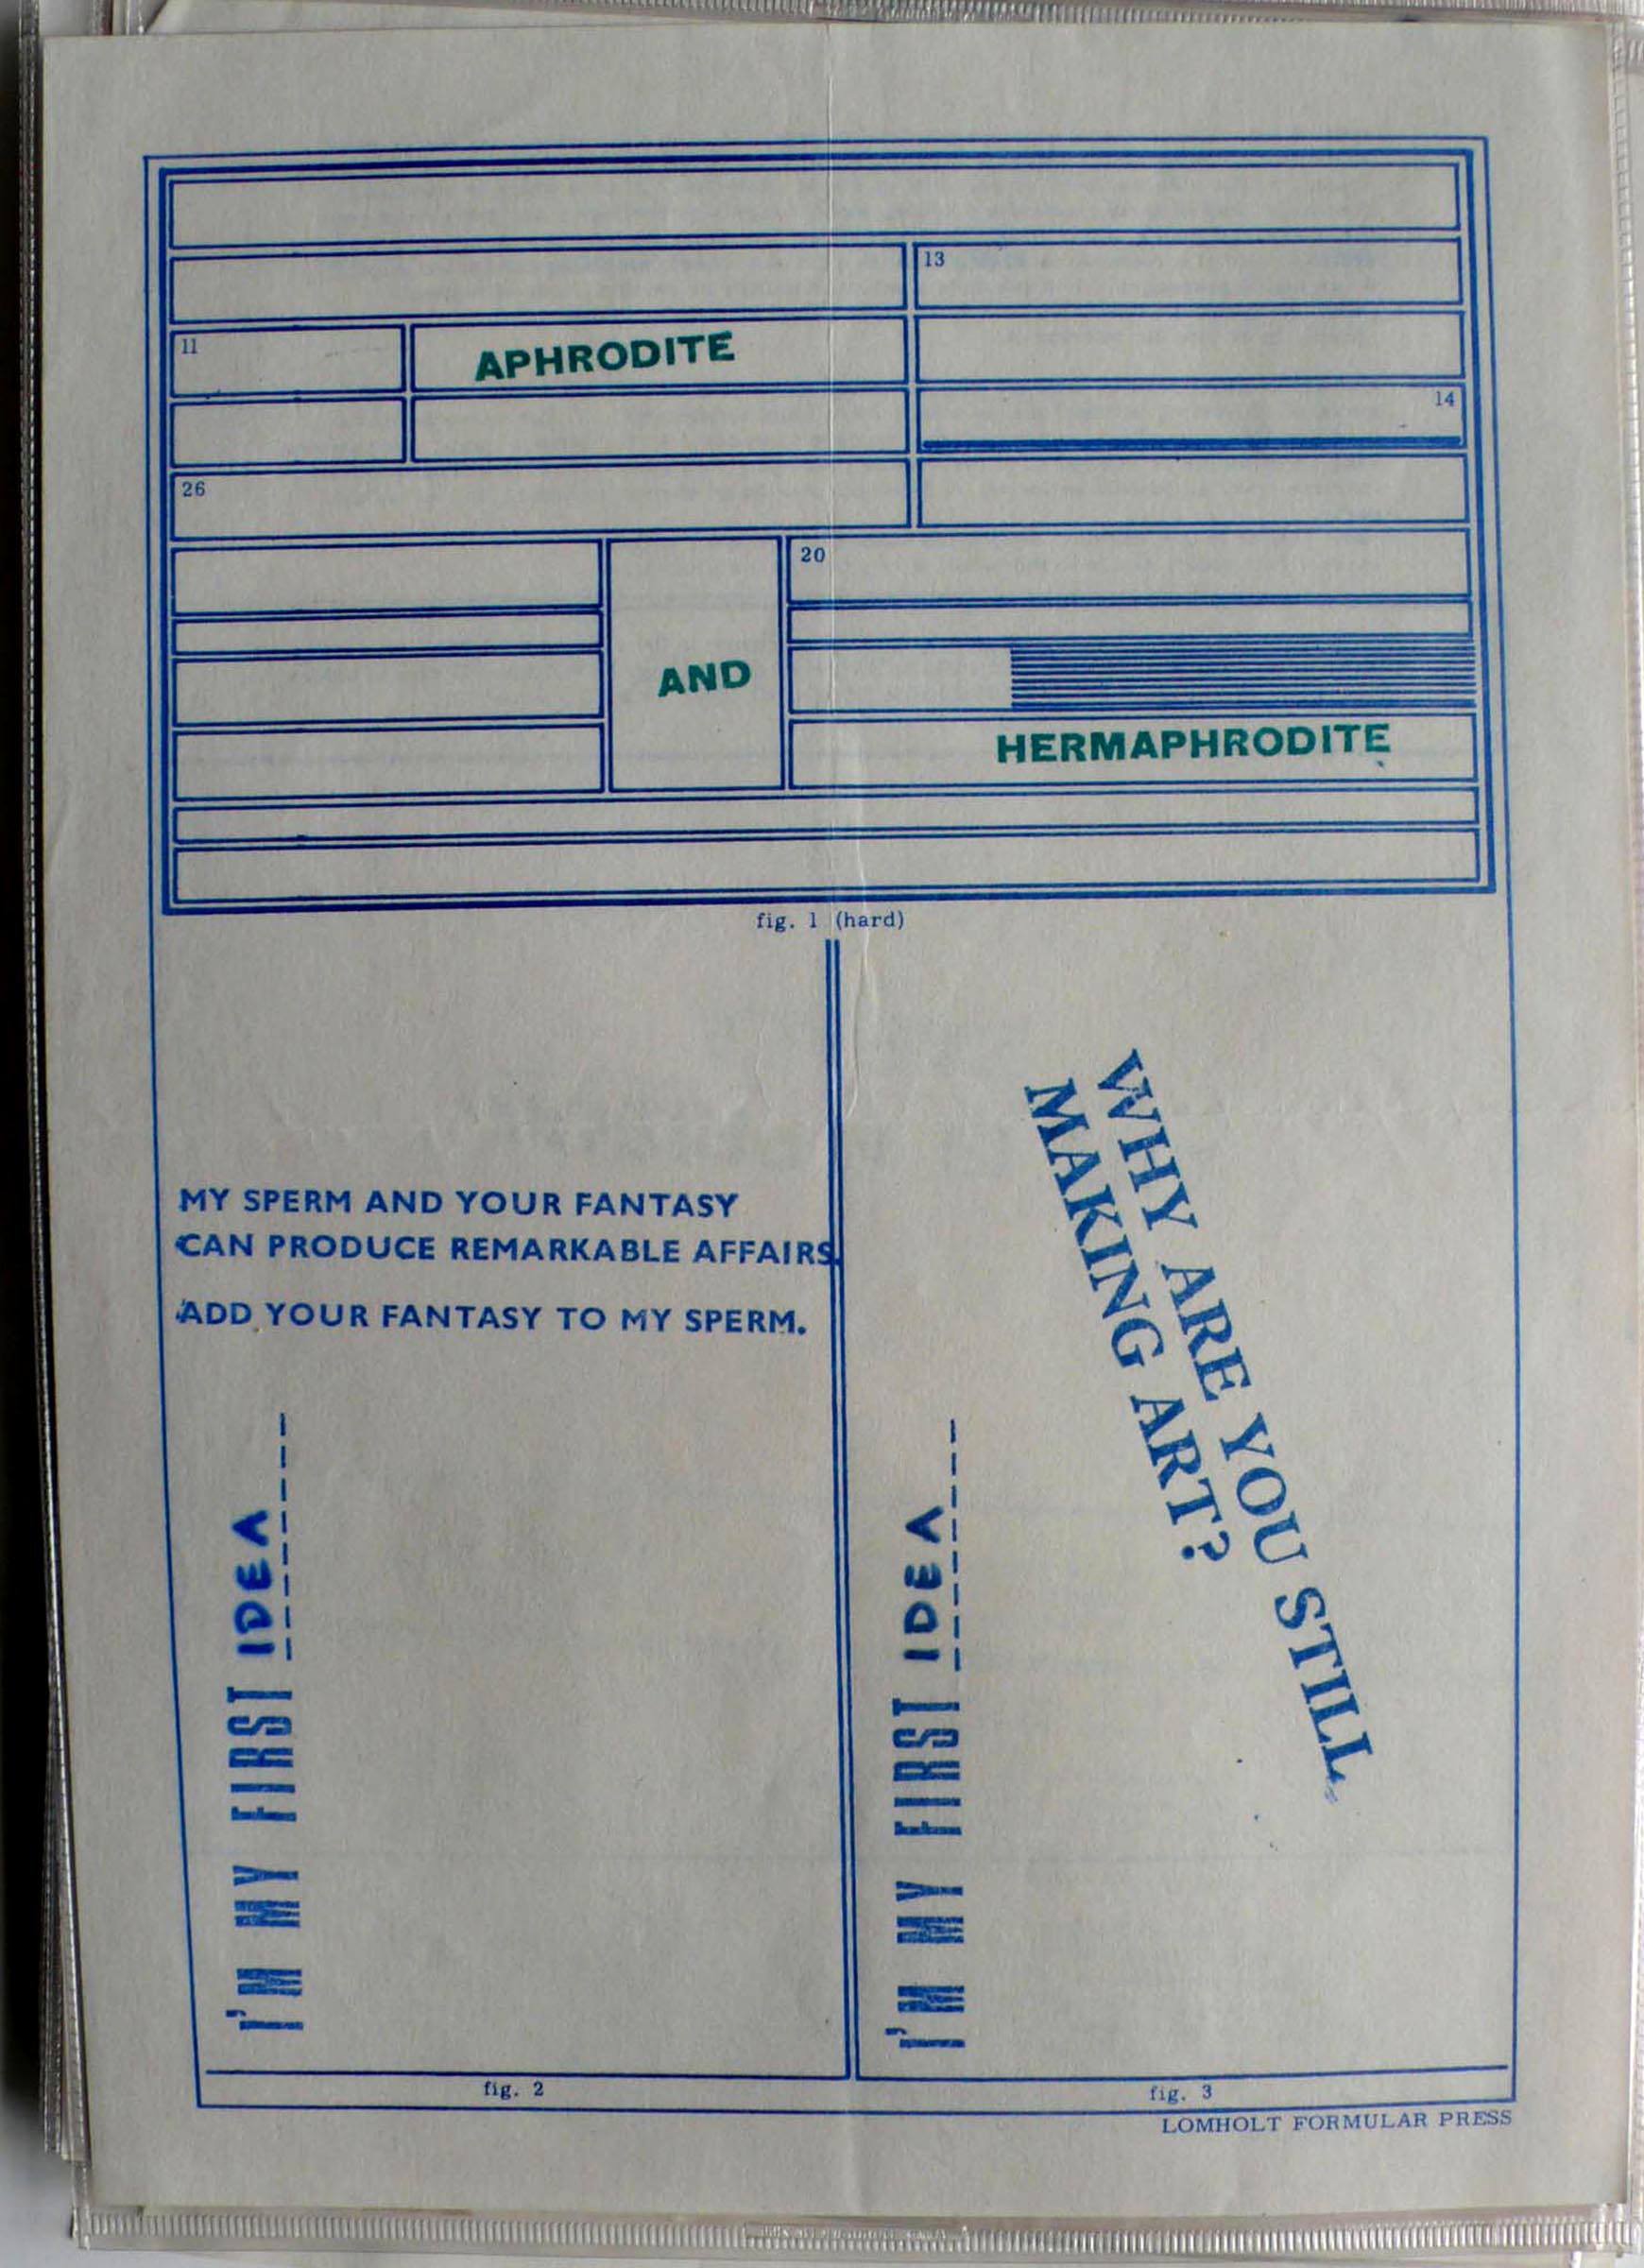 13
11
APHRODITE
14
26
20
AND
HERMAPHRODITE
fig. 1 (hard)
MY SPERM AND YOUR FANTASY
CAN PRODUCE REMARKABLE AFFAIRS.
ADD YOUR FANTASY TO MY SPERM.
I'M MY FIRST IDEA
fig. 2
WHY ARE YOU STILL
MAKING ART?
I'M MY FIRST IDEA
fig. 3
LOMHOLT FORMULAR PRESS